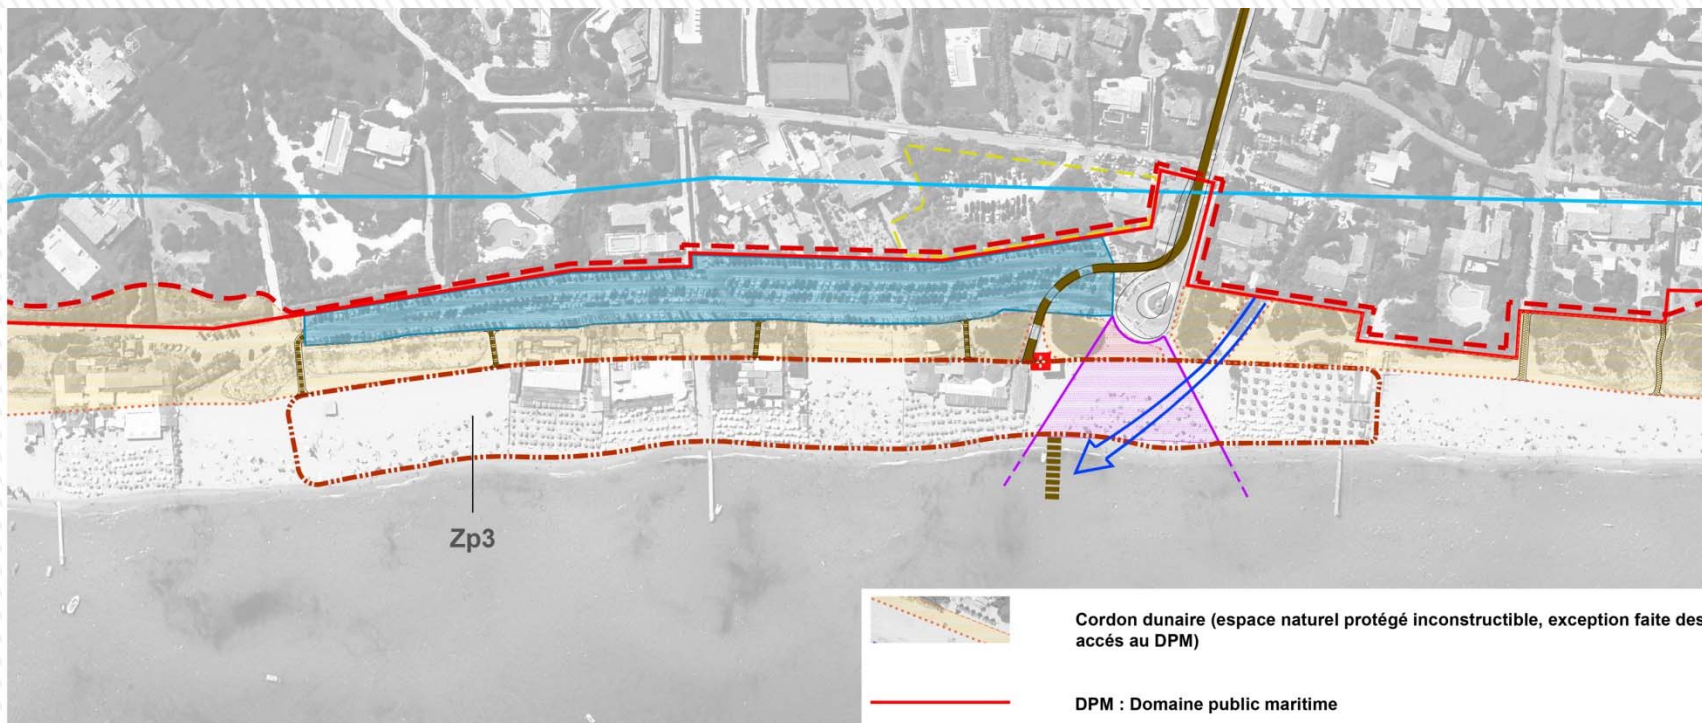 Zp3
Cordon dunaire (espace naturel protégé inconstructible, exception faite des
accés au DPM)
DPM : Domaine public maritime